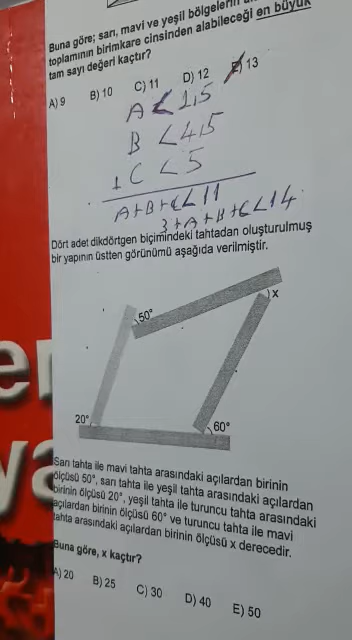 Buna göre; sarı, mavi ve yeşil bölgelerin
toplamının birimkare cinsinden alabileceği en büyük
tam sayı değeri kaçtır?
A) 9 B) 10 C) 11 D) 12 E) 13
A < 1,5
B < 4,5
+ C < 5
A+B+C < 11
3+A+B+C < 14
Dört adet dikdörtgen biçimindeki tahtadan oluşturulmuş
bir yapının üstten görünümü aşağıda verilmiştir.
50°
x
20°
60°
Sarı tahta ile mavi tahta arasındaki açılardan birinin
ölçüsü 50°, sarı tahta ile yeşil tahta arasındaki açılardan
birinin ölçüsü 20°, yeşil tahta ile turuncu tahta arasındaki
açılardan birinin ölçüsü 60° ve turuncu tahta ile mavi
tahta arasındaki açılardan birinin ölçüsü x derecedir.
Buna göre, x kaçtır?
A) 20 B) 25 C) 30 D) 40 E) 50